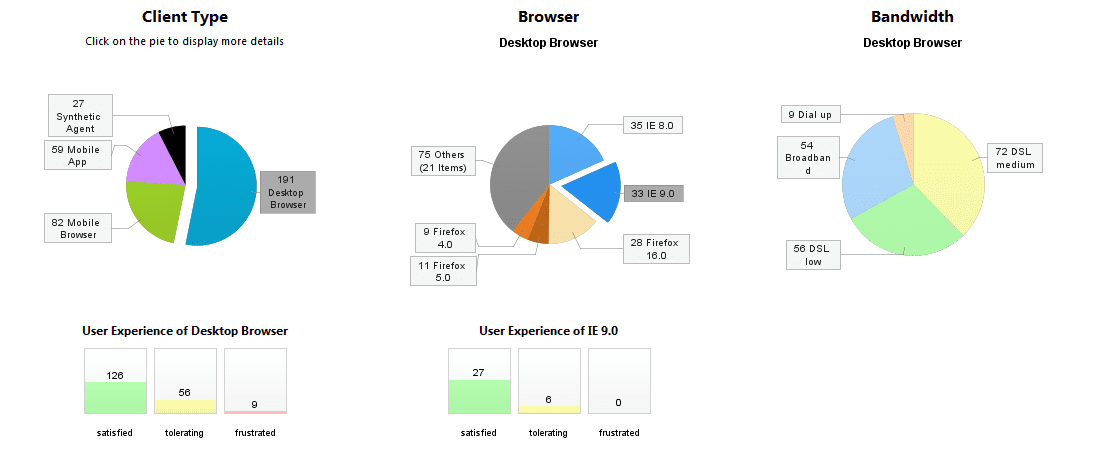 Client Type
Click on the pie to display more details
27
Synthetic
Agent
59 Mobile
App
82 Mobile
Browser
191
Desktop
Browser
User Experience of Desktop Browser
126
56
9
satisfied
tolerating
frustrated
Browser
Desktop Browser
35 IE 8.0
75 Others
(21 Items)
33 IE 9.0
9 Firefox
4.0
28 Firefox
16.0
11 Firefox
5.0
User Experience of IE 9.0
27
6
0
satisfied
tolerating
frustrated
Bandwidth
Desktop Browser
9 Dial up
54
Broadban
d
72 DSL
medium
56 DSL
low